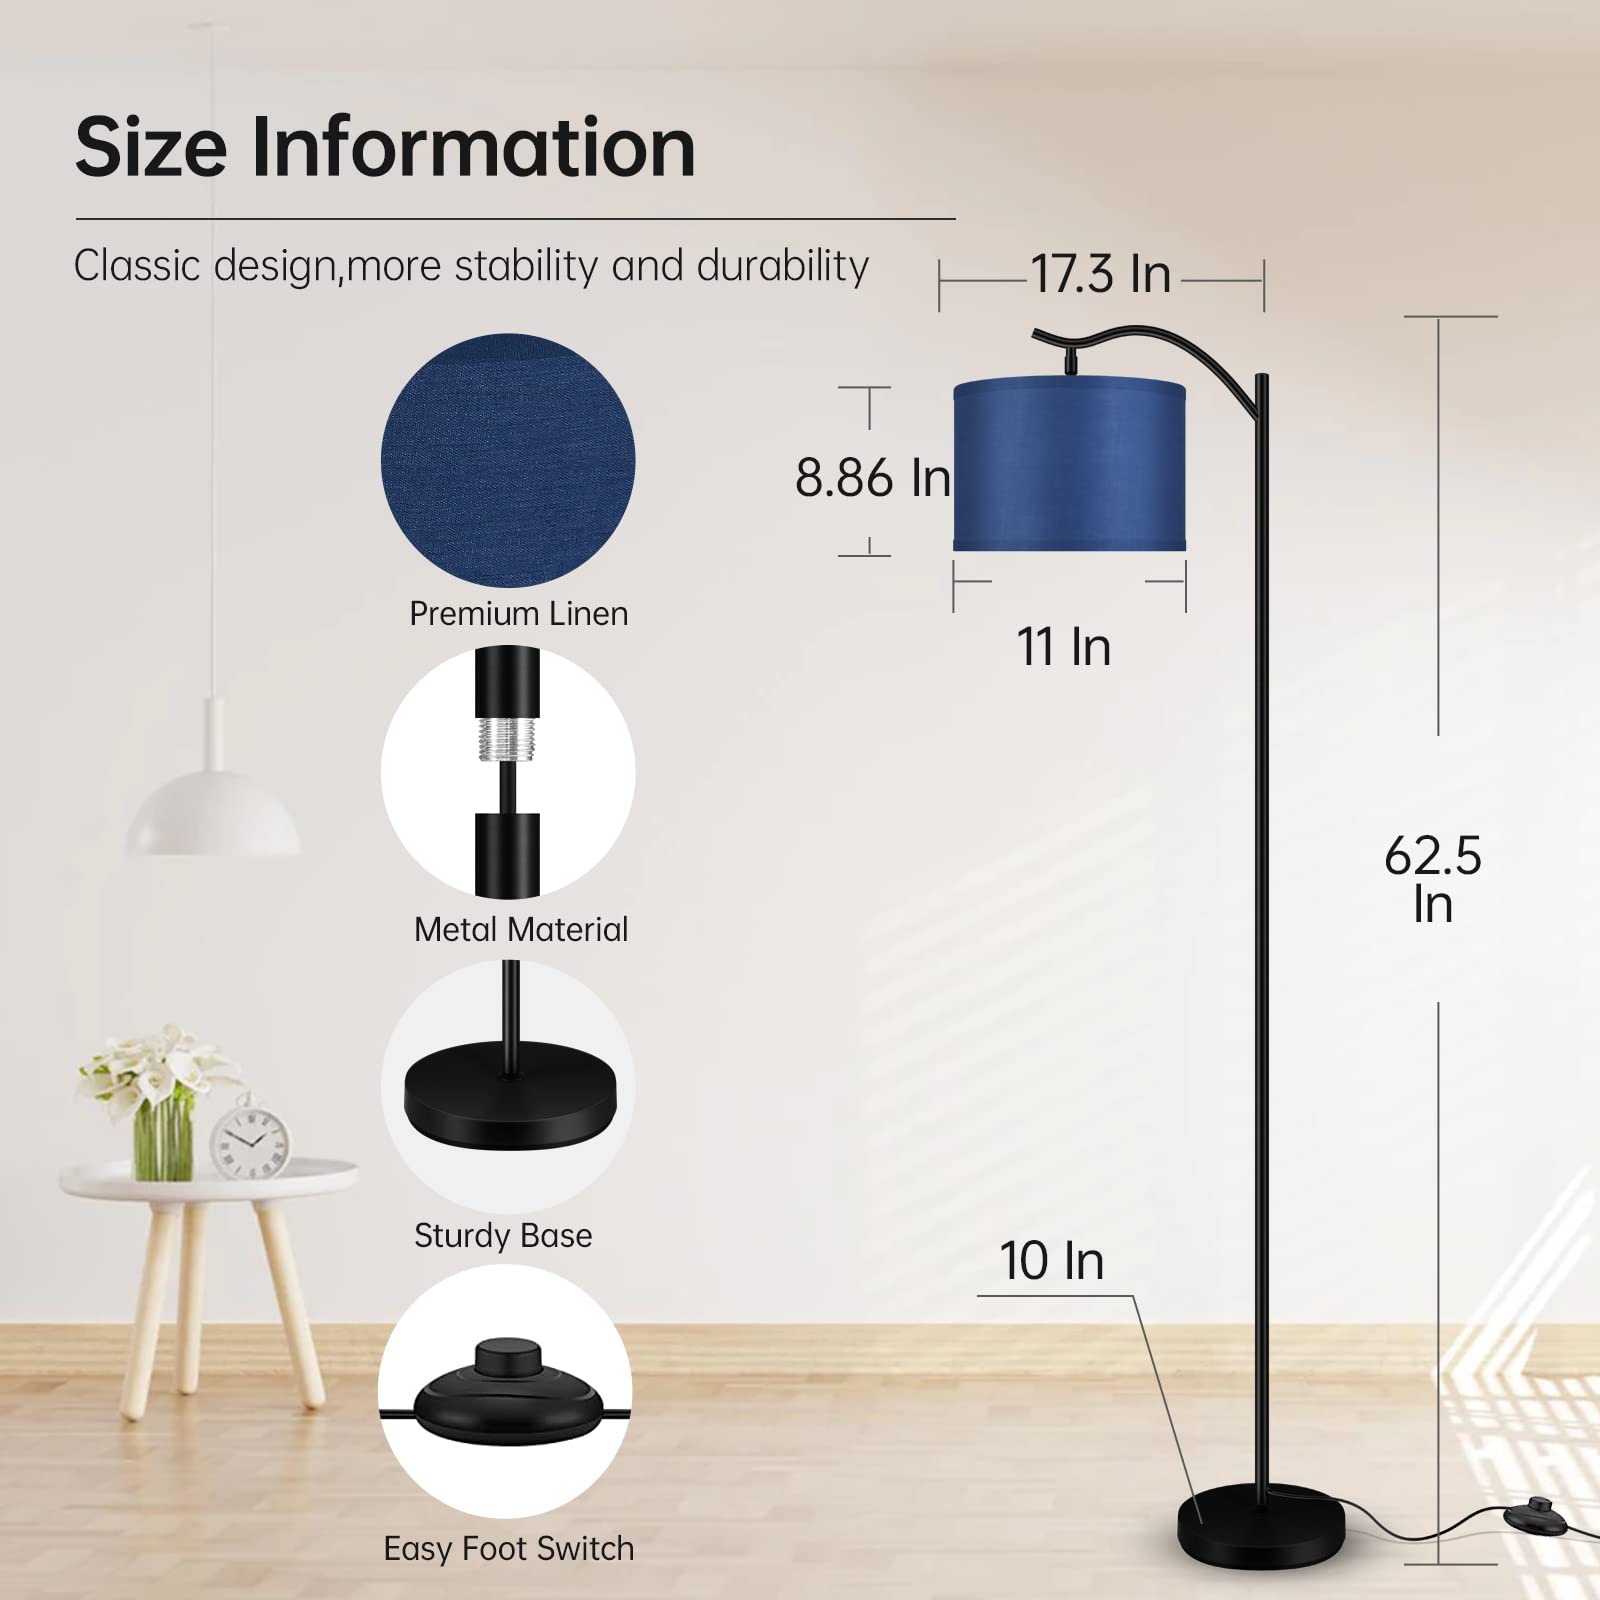 Size Information
Classic design,more stability and durability
17.3 In
8.86 In
11 In
62.5
In
10 In
Premium Linen
Metal Material
Sturdy Base
Easy Foot Switch